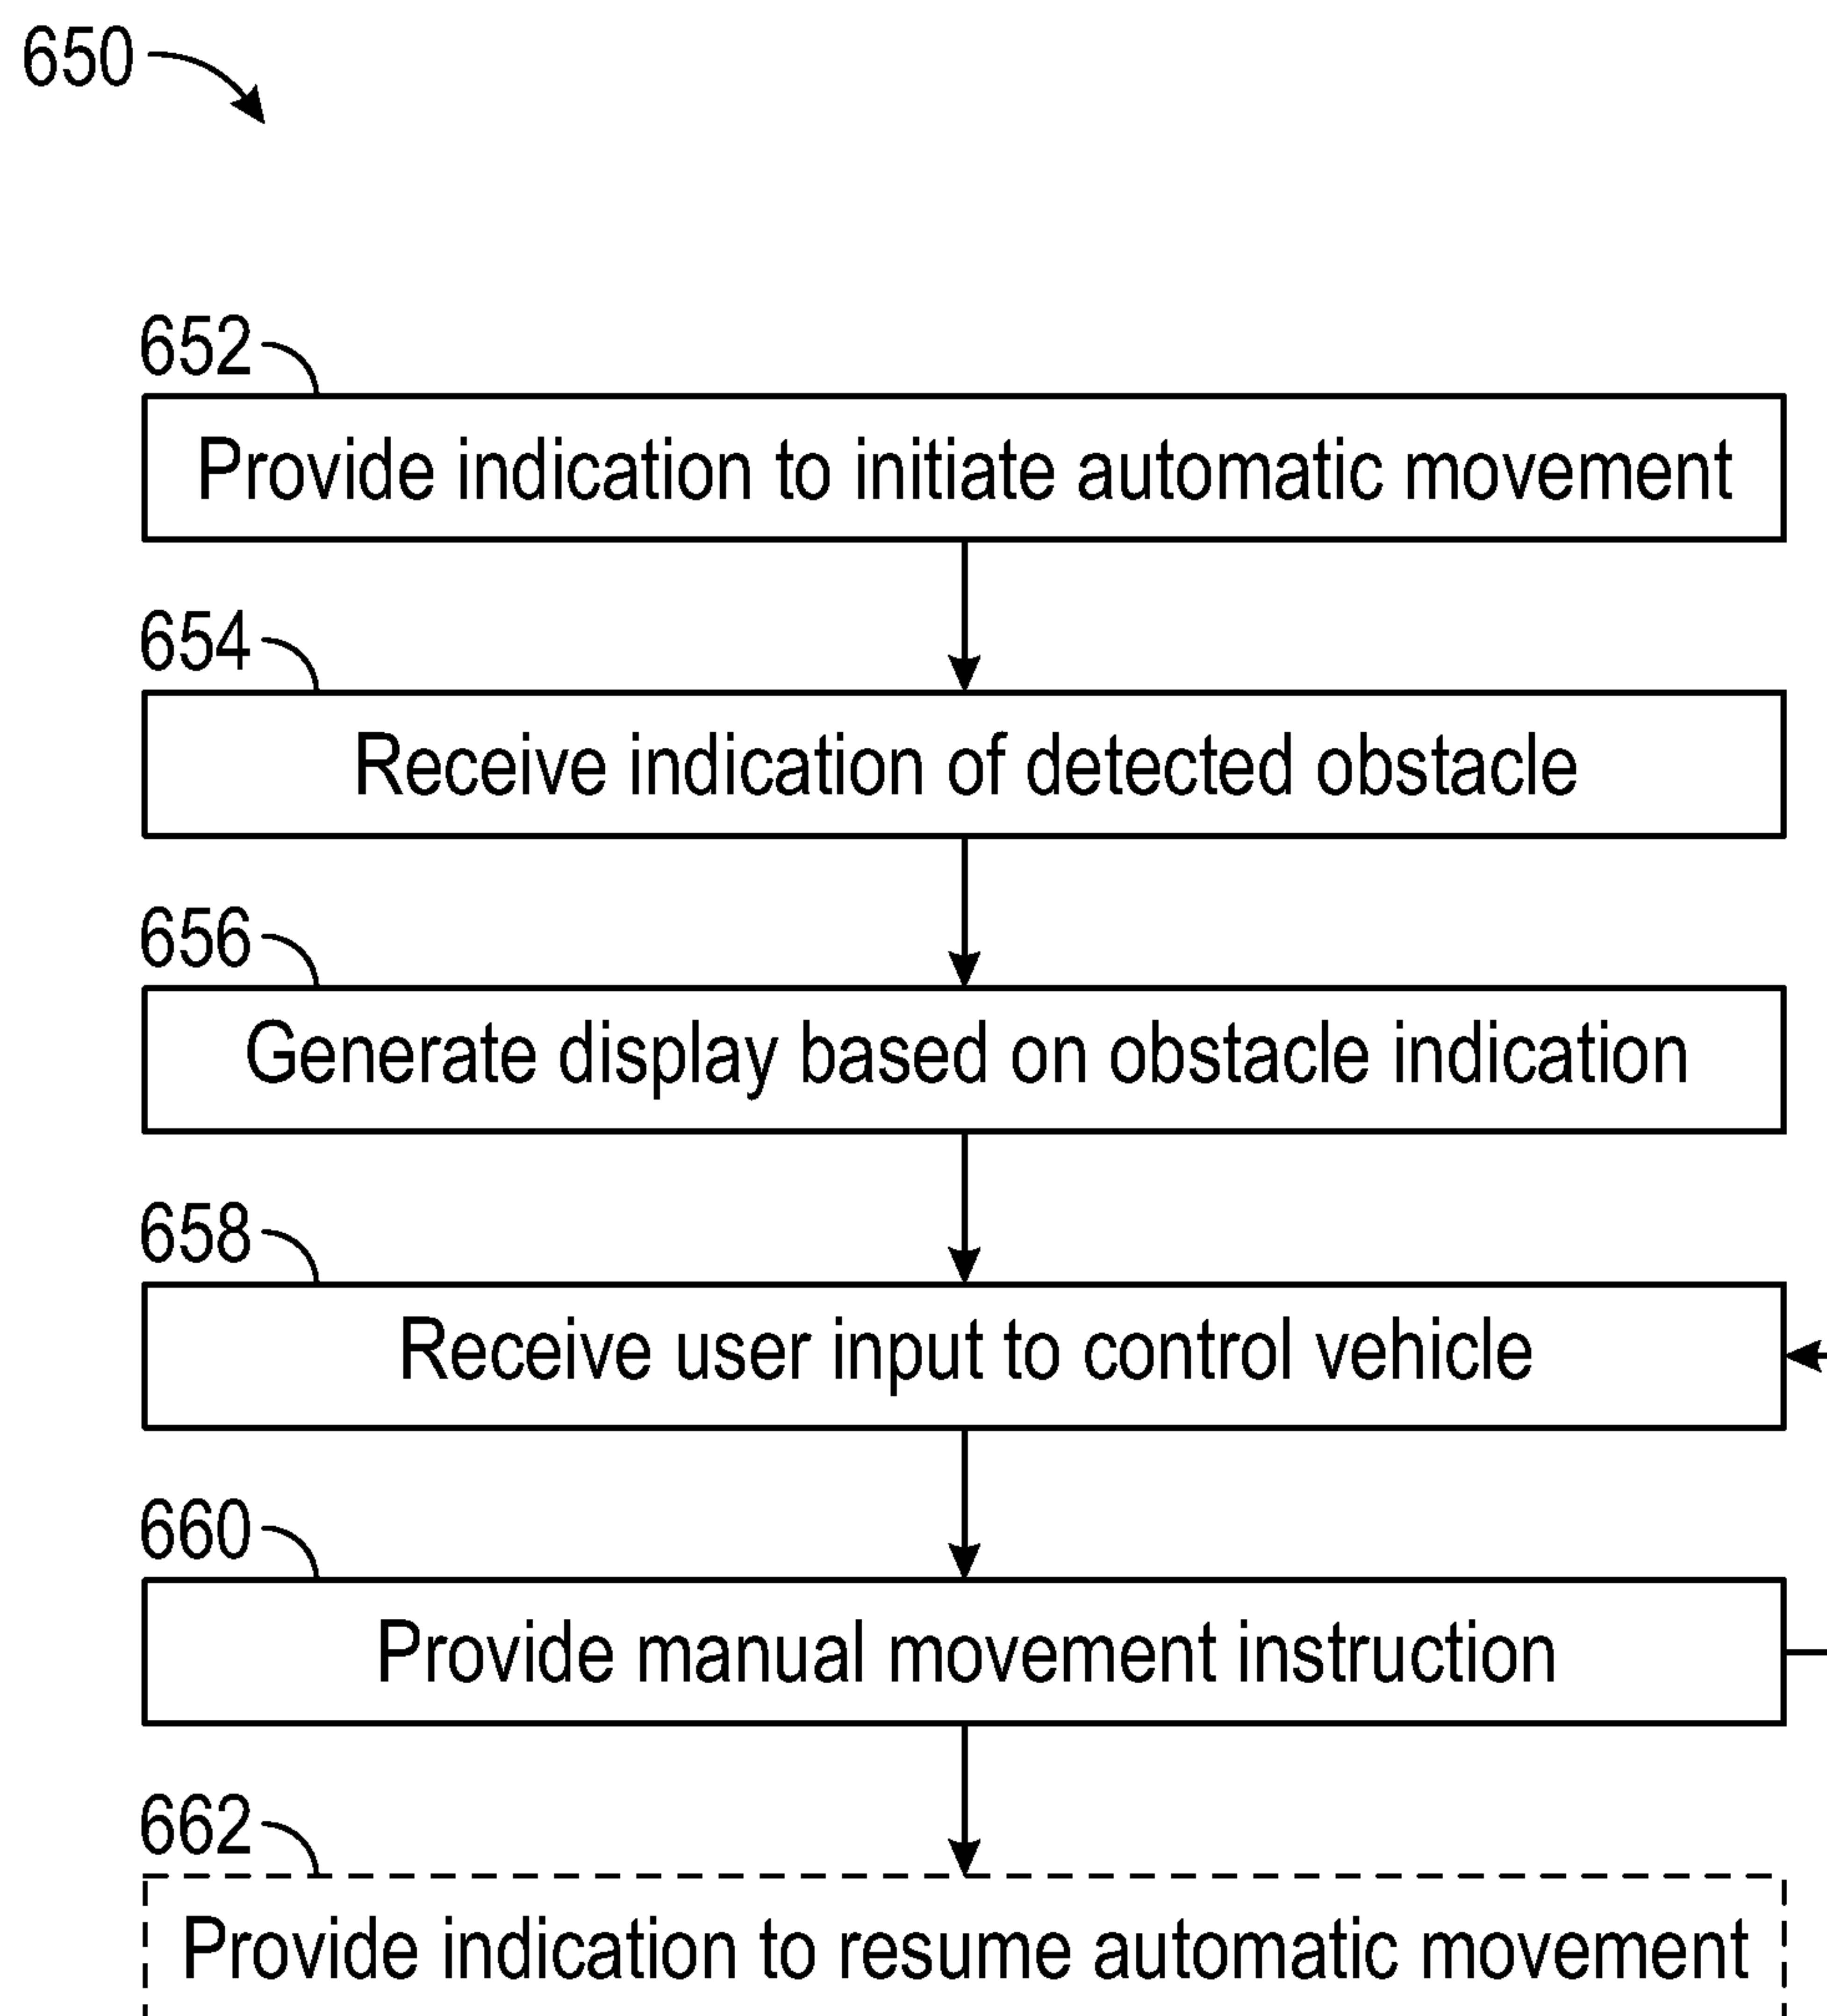 650
652
Provide indication to initiate automatic movement
654
Receive indication of detected obstacle
656
Generate display based on obstacle indication
658
Receive user input to control vehicle
660
Provide manual movement instruction
662
Provide indication to resume automatic movement